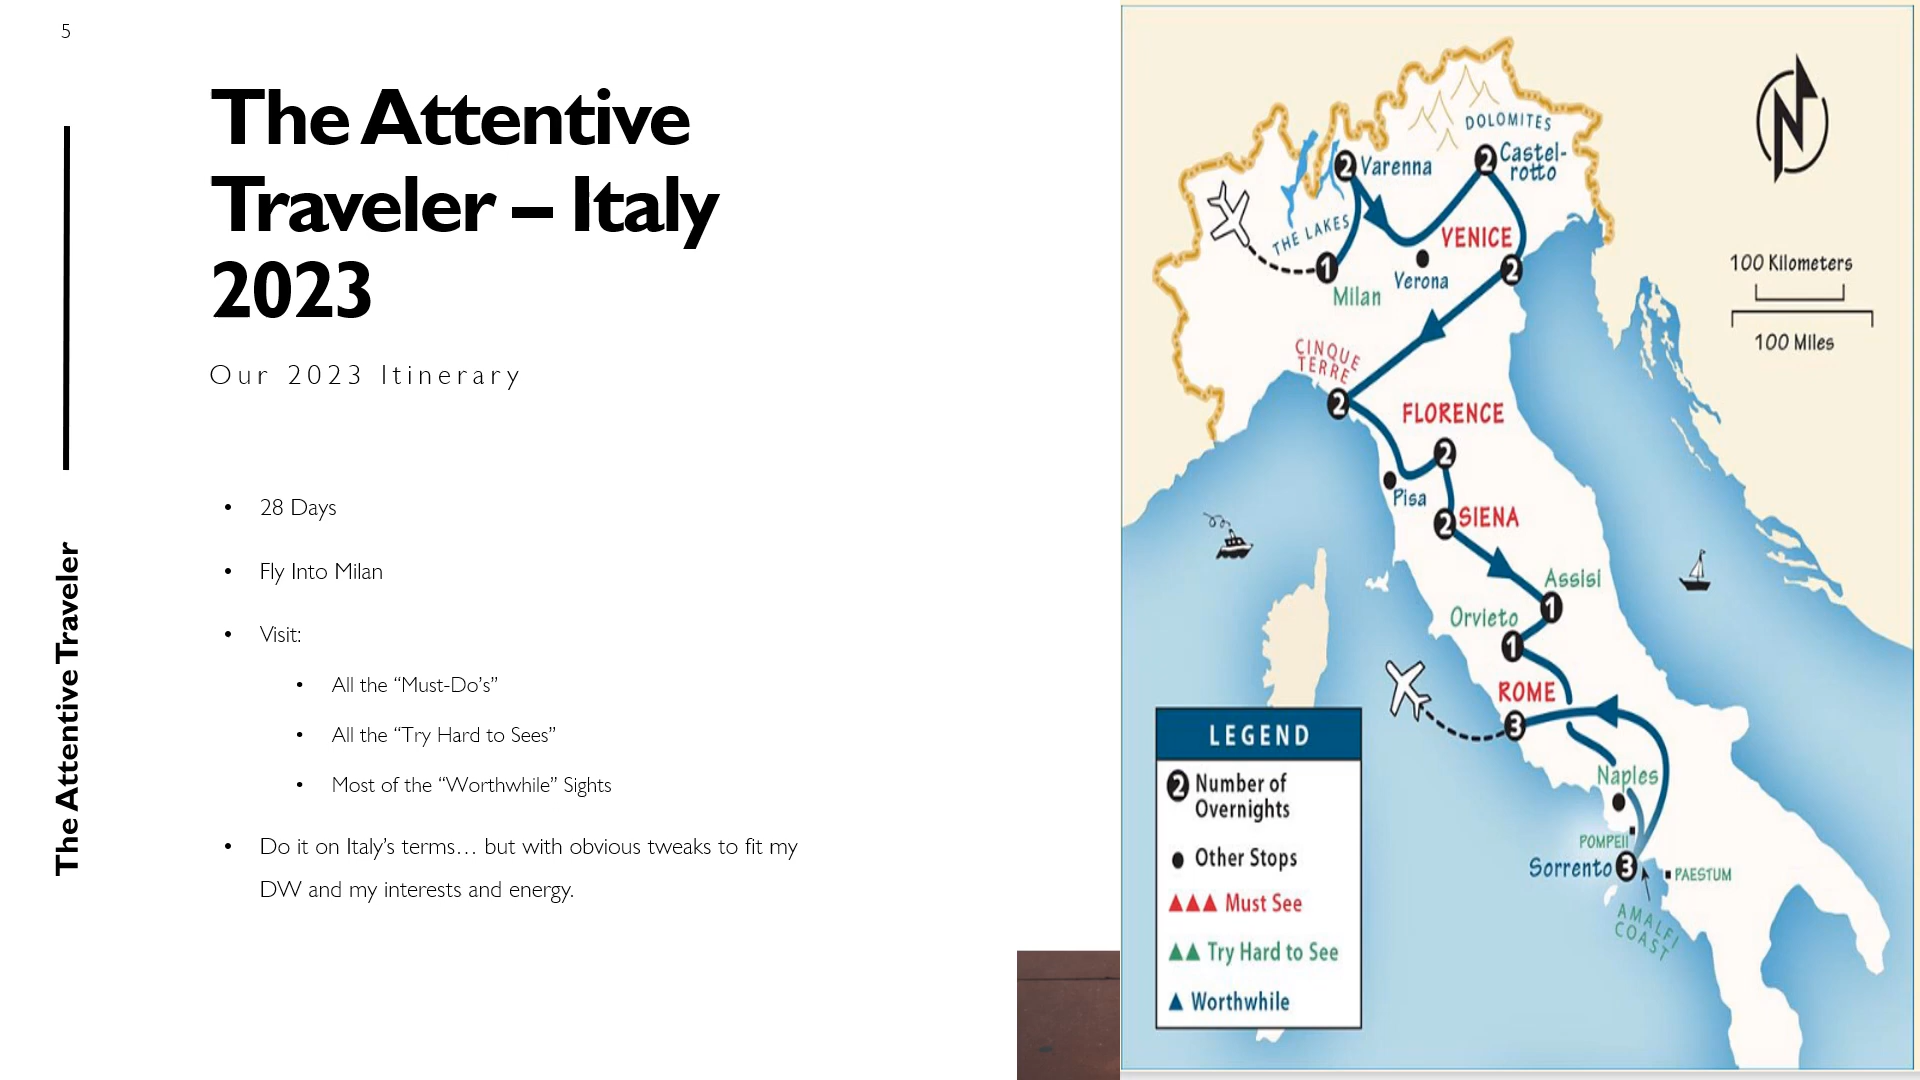 5
The Attentive
Traveler – Italy
2023
Our 2023 Itinerary
• 28 Days
• Fly Into Milan
• Visit:
• All the “Must-Do’s”
• All the “Try Hard to Sees”
• Most of the “Worthwhile” Sights
• Do it on Italy’s terms… but with obvious tweaks to fit my
DW and my interests and energy.
The Attentive Traveler
N
DOLOMITES
2 Varenna
2 Castel-
rotto
THE LAKES
VENICE
2
1
Milan
Verona
100 Kilometers
100 Miles
CINQUE
TERRE
2
FLORENCE
2
Pisa
2 SIENA
Assisi
1
Orvieto
1
ROME
3
Naples
POMPEII
Sorrento 3
PAESTUM
AMALFI
COAST
LEGEND
2 Number of
Overnights
Other Stops
▲▲▲ Must See
▲▲ Try Hard to See
▲ Worthwhile